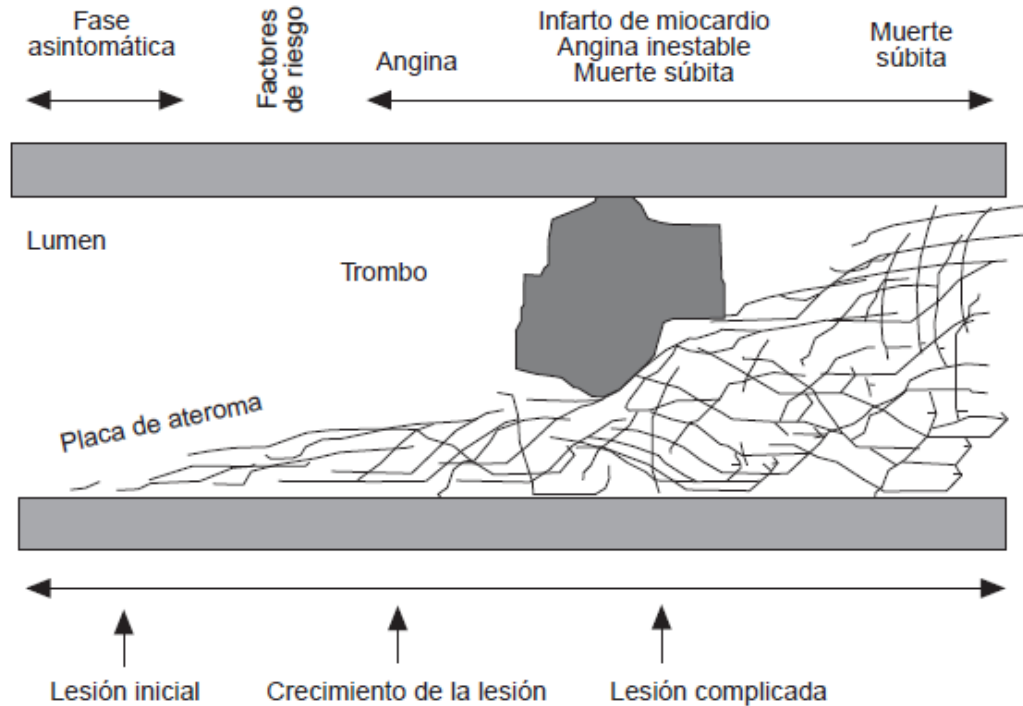 Fase
asintomática
Factores
de riesgo
Angina
Infarto de miocardio
Angina inestable
Muerte súbita
Muerte
súbita
Lumen
Trombo
Placa de ateroma
Lesión inicial
Crecimiento de la lesión
Lesión complicada